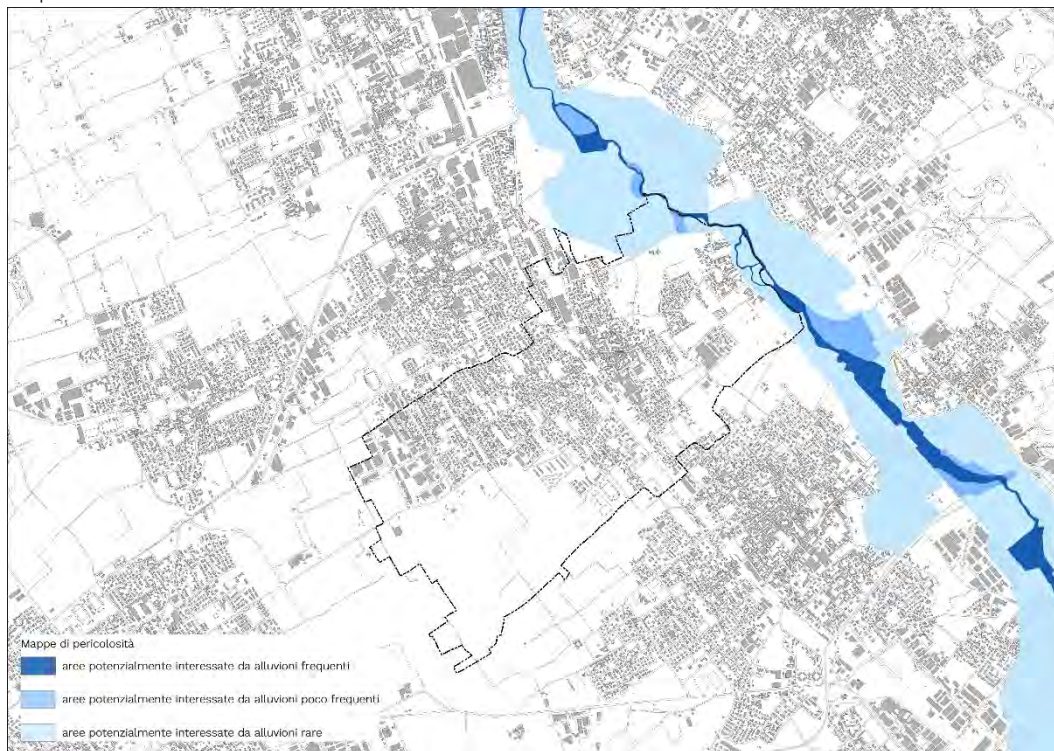 Mappe di pericolosità
aree potenzialmente interessate da alluvioni frequenti
aree potenzialmente interessate da alluvioni poco frequenti
aree potenzialmente interessate da alluvioni rare